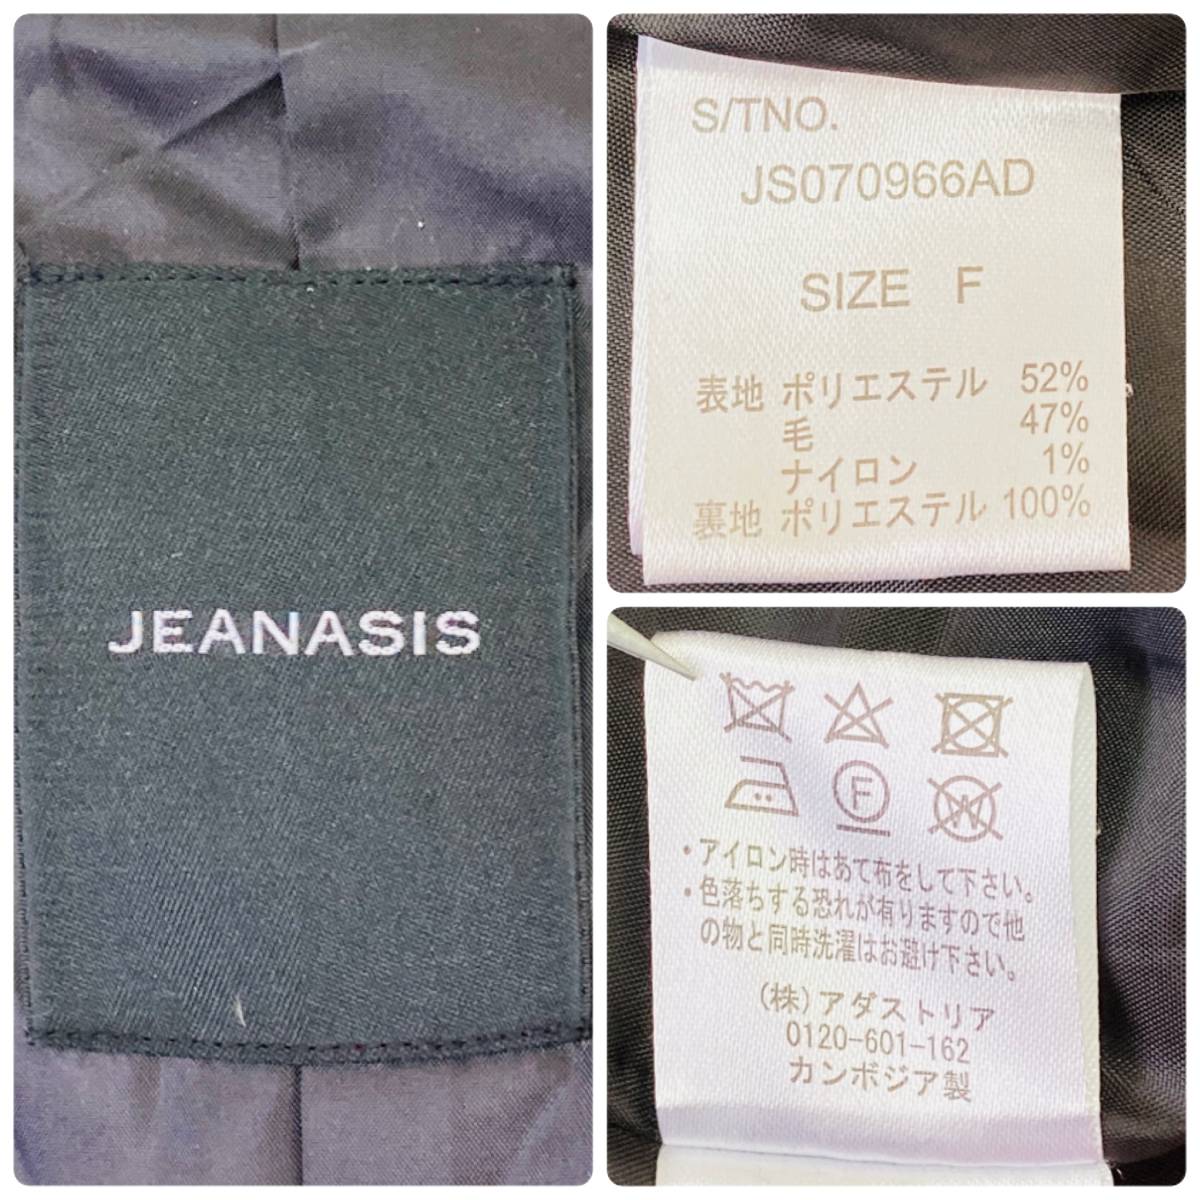 JEANASIS
S/TNO.
JS070966AD
SIZE F
表地 ポリエステル 52%
毛 47%
ナイロン 1%
裏地 ポリエステル 100%
F
W
・アイロン時はあて布をして下さい。
・色落ちする恐れが有りますので他
の物と同時洗濯はお避け下さい。
(株)アダストリア
0120-601-162
カンボジア製